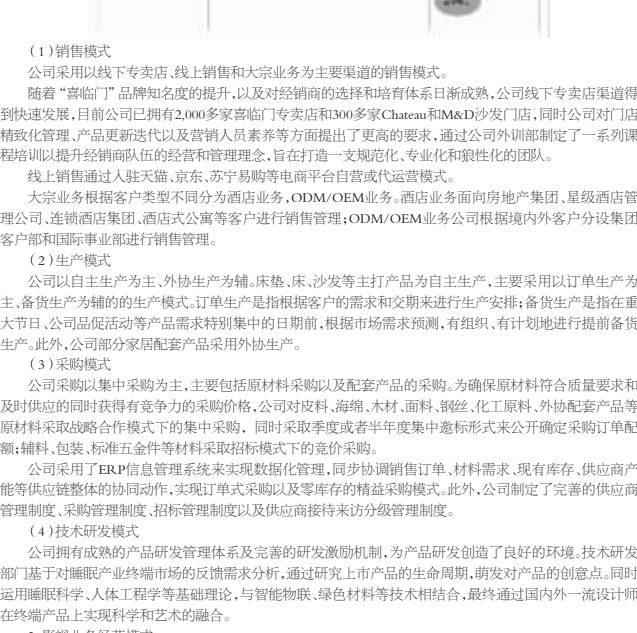 （1）销售模式
公司采用以线下专卖店、线上销售和大宗业务为主要渠道的销售模式。
随着“喜临门”品牌知名度的提升，以及对经销商的选择和培育体系日渐成熟，公司线下专卖店渠道得
到快速发展，目前公司已拥有2,000多家喜临门专卖店和300多家Chateau和M&D沙发门店，同时公司对门店
精致化管理、产品更新迭代以及营销人员素养等方面提出了更高的要求，通过公司外训部制定了一系列课
程培训以提升经销商队伍的经营和管理理念，旨在打造一支规范化、专业化和狼性化的团队。
线上销售通过入驻天猫、京东、苏宁易购等电商平台自营或代运营模式。
大宗业务根据客户类型不同分为酒店业务，ODM/OEM业务。酒店业务面向房地产集团、星级酒店管
理公司、连锁酒店集团、酒店式公寓等客户进行销售管理；ODM/OEM业务公司根据境内外客户分设集团
客户部和国际事业部进行销售管理。
（2）生产模式
公司以自主生产为主、外协生产为辅。床垫、床、沙发等主打产品为自主生产，主要采用以订单生产为
主、备货生产为辅的的生产模式。订单生产是指根据客户的需求和交期来进行生产安排；备货生产是指在重
大节日、公司品促活动等产品需求特别集中的日期前，根据市场需求预测，有组织、有计划地进行提前备货
生产。此外，公司部分家居配套产品采用外协生产。
（3）采购模式
公司采购以集中采购为主，主要包括原材料采购以及配套产品的采购。为确保原材料符合质量要求和
及时供应的同时获得有竞争力的采购价格，公司对皮料、海绵、木材、面料、钢丝、化工原料、外协配套产品等
原材料采取战略合作模式下的集中采购， 同时采取季度或者半年度集中邀标形式来公开确定采购订单配
额；辅料、包装、标准五金件等材料采取招标模式下的竞价采购。
公司采用了ERP信息管理系统来实现数据化管理，同步协调销售订单、材料需求、现有库存、供应商产
能等供应链整体的协同动作，实现订单式采购以及零库存的精益采购模式。此外，公司制定了完善的供应商
管理制度、采购管理制度、招标管理制度以及供应商接待来访分级管理制度。
（4）技术研发模式
公司拥有成熟的产品研发管理体系及完善的研发激励机制，为产品研发创造了良好的环境。技术研发
部门基于对睡眠产业终端市场的反馈需求分析，通过研究上市产品的生命周期，萌发对产品的创意点。同时
运用睡眠科学、人体工程学等基础理论，与智能物联、绿色材料等技术相结合，最终通过国内外一流设计师
在终端产品上实现科学和艺术的融合。